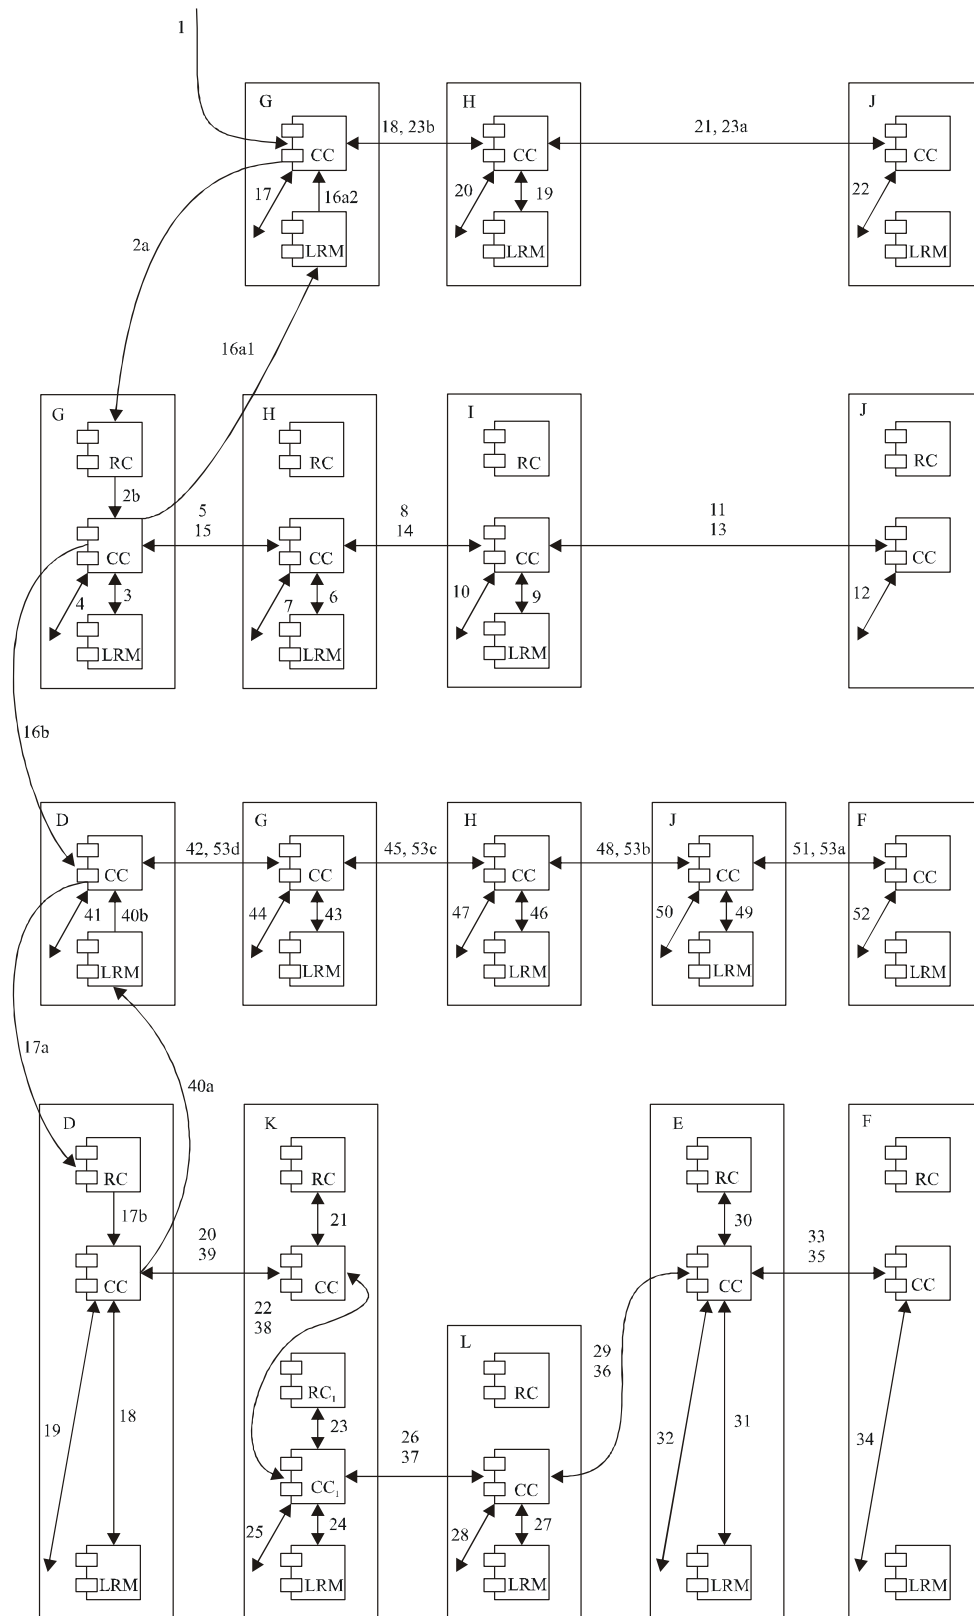 1
G
H
J
18, 23b
21, 23a
CC
CC
CC
17
16a2
20
19
22
2a
LRM
LRM
LRM
16a1
G
H
I
J
RC
RC
RC
RC
2b
5
15
8
14
11
13
CC
CC
CC
CC
4
3
7
6
10
9
12
LRM
LRM
LRM
16b
D
G
H
J
F
42, 53d
45, 53c
48, 53b
51, 53a
CC
CC
CC
CC
CC
41
40b
44
43
47
46
50
49
52
LRM
LRM
LRM
LRM
LRM
17a
40a
D
K
E
F
RC
RC
RC
RC
17b
21
30
20
39
33
35
CC
CC
CC
CC
22
38
L
29
36
RC1
RC
19
18
23
26
37
32
31
34
CC1
CC
25
24
28
27
LRM
LRM
LRM
LRM
LRM